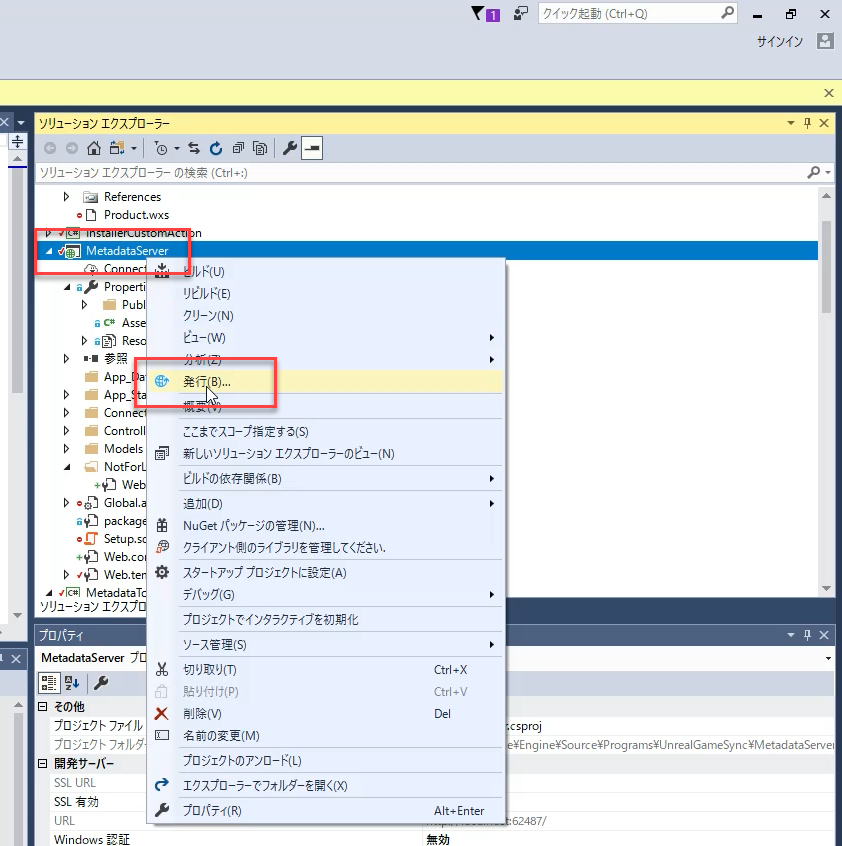 1
クイック起動 (Ctrl+Q)
サインイン
ソリューション エクスプローラー
ソリューション エクスプローラー の検索 (Ctrl+:)
References
Product.wxs
InstallerCustomAction
MetadataServer
Connect
ビルド(U)
Properti
リビルド(E)
Publ
クリーン(N)
Asse
ビュー(W)
Reso
分析(Z)
参照
発行(B)...
App_Da
概要(V)
App_Sta
Connect
ここまでスコープ指定する(S)
Controll
新しいソリューション エクスプローラーのビュー(N)
Models
NotForL
ビルドの依存関係(B)
Web
追加(D)
Global.a
NuGet パッケージの管理(N)...
package
クライアント側のライブラリを管理してください.
Setup.sc
Web.co
スタートアップ プロジェクトに設定(A)
Web.ten
デバッグ(G)
MetadataTo
ソリューション エクスプロ
プロジェクトでインタラクティブを初期化
プロパティ
ソース管理(S)
MetadataServer プロ
切り取り(T) Ctrl+X
貼り付け(P) Ctrl+V
その他
削除(V) Del
プロジェクト ファイル
r.csproj
名前の変更(M)
プロジェクト フォルダ
e¥Engine¥Source¥Programs¥UnrealGameSync¥MetadataServer
開発サーバー
プロジェクトのアンロード(L)
SSL URL
エクスプローラーでフォルダーを開く(X)
SSL 有効
プロパティ(R) Alt+Enter
URL
:62487/
Windows 認証
無効